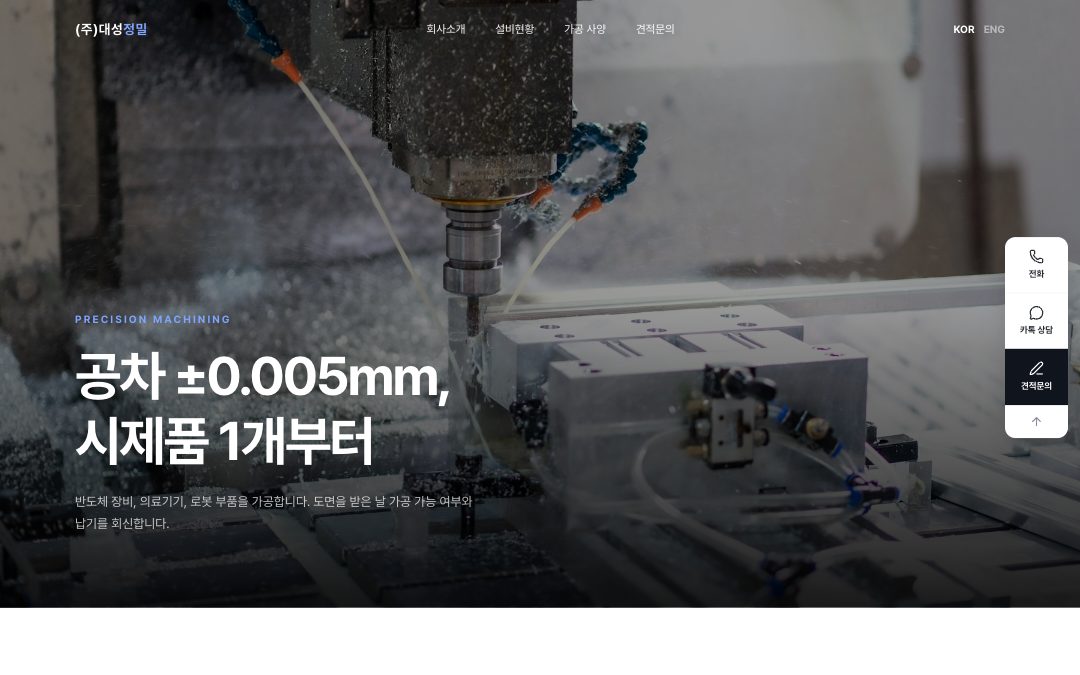 (주)대성정밀
회사소개
설비현황
가공 사양
견적문의
KOR ENG
전화
카톡 상담
견적문의
PRECISION MACHINING
공차 ±0.005mm,
시제품 1개부터
반도체 장비, 의료기기, 로봇 부품을 가공합니다. 도면을 받은 날 가공 가능 여부와
납기를 회신합니다.